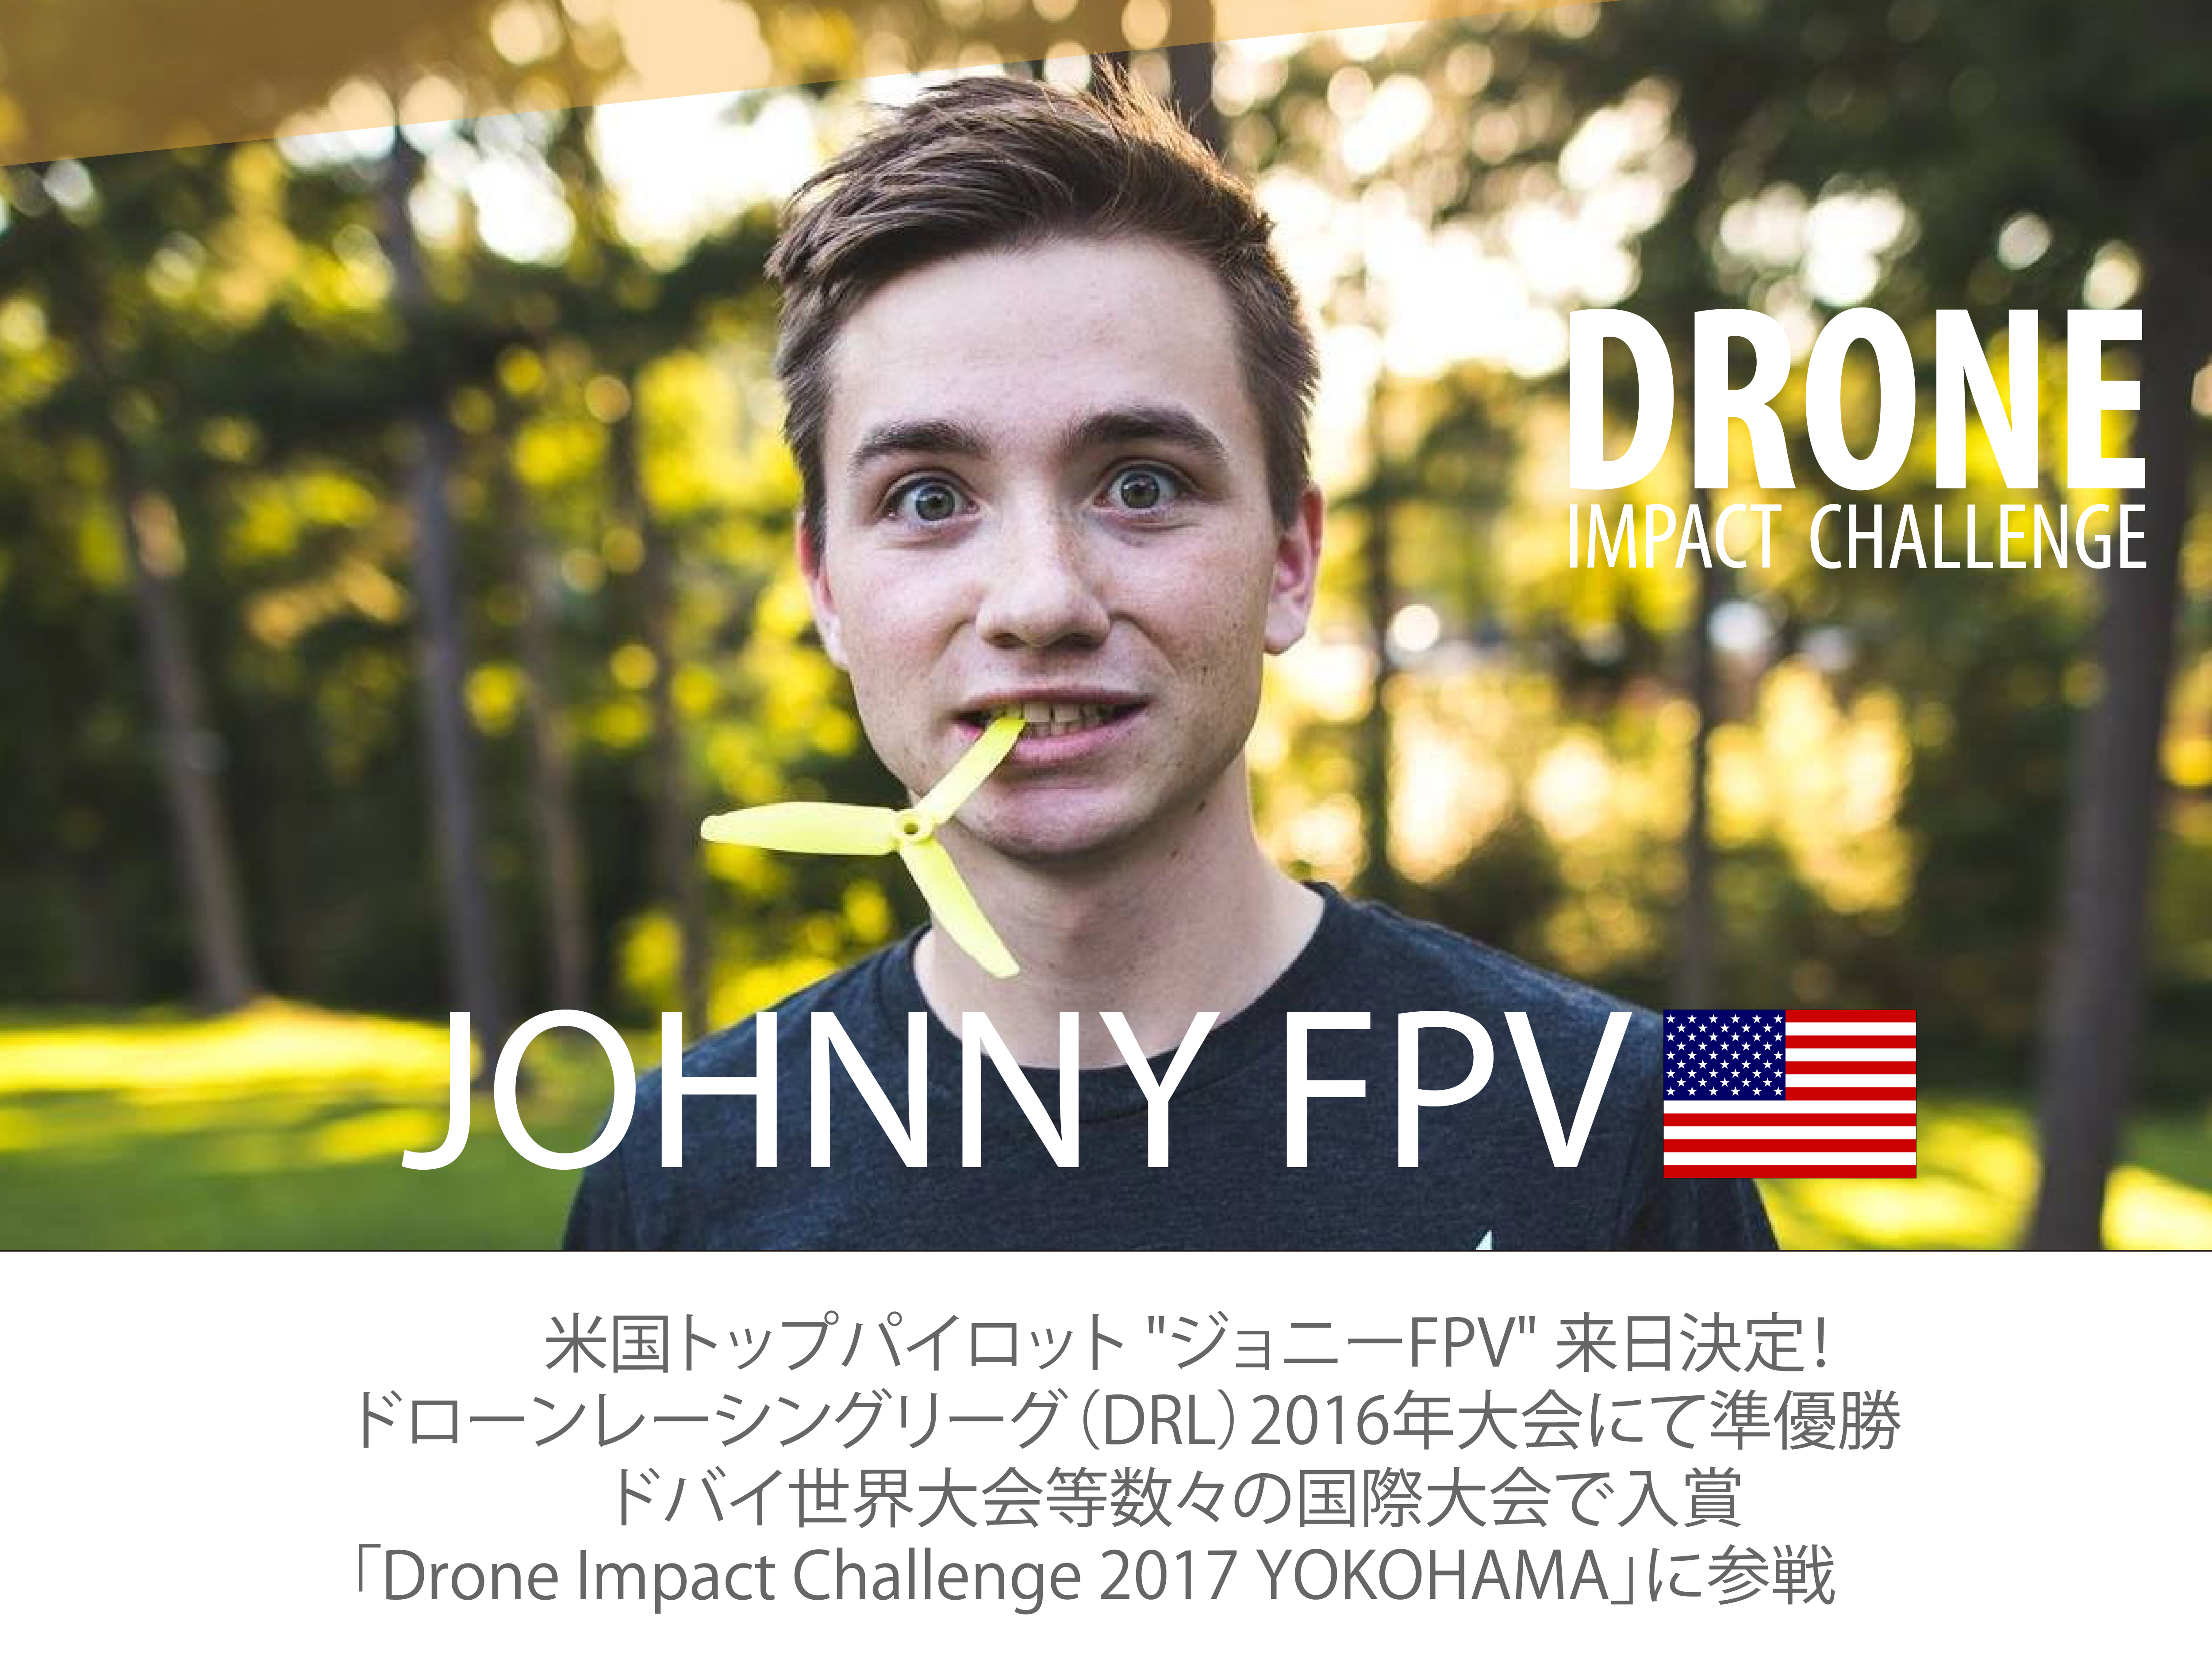 DRONE
IMPACT CHALLENGE
JOHNNY FPV
米国トップパイロット "ジョニーFPV" 来日決定！
ドローンレーシングリーグ（DRL）2016年大会にて準優勝
ドバイ世界大会等数々の国際大会で入賞
「Drone Impact Challenge 2017 YOKOHAMA」に参戦